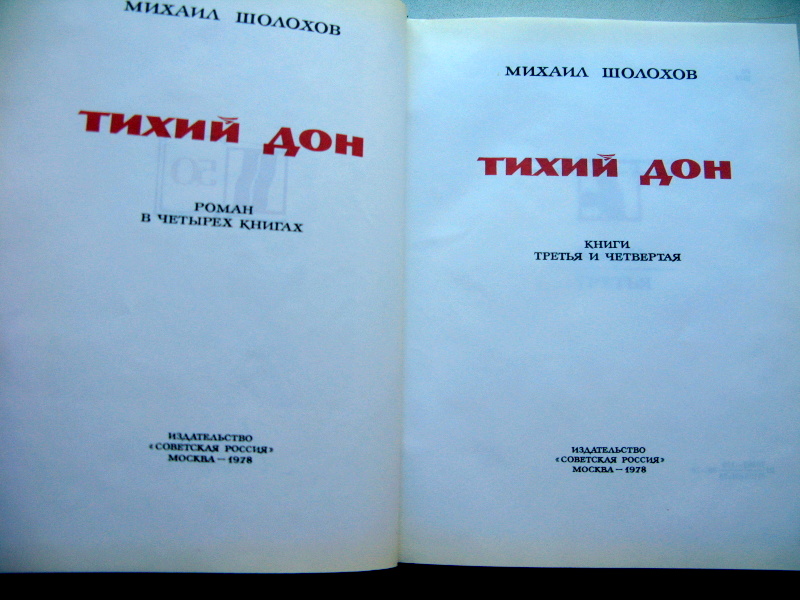 МИХАИЛ ШОЛОХОВ
ТИХИЙ ДОН
РОМАН
В ЧЕТЫРЕХ КНИГАХ
ИЗДАТЕЛЬСТВО
«СОВЕТСКАЯ РОССИЯ»
МОСКВА — 1978
МИХАИЛ ШОЛОХОВ
ТИХИЙ ДОН
КНИГИ
ТРЕТЬЯ И ЧЕТВЕРТАЯ
ИЗДАТЕЛЬСТВО
«СОВЕТСКАЯ РОССИЯ»
МОСКВА — 1978